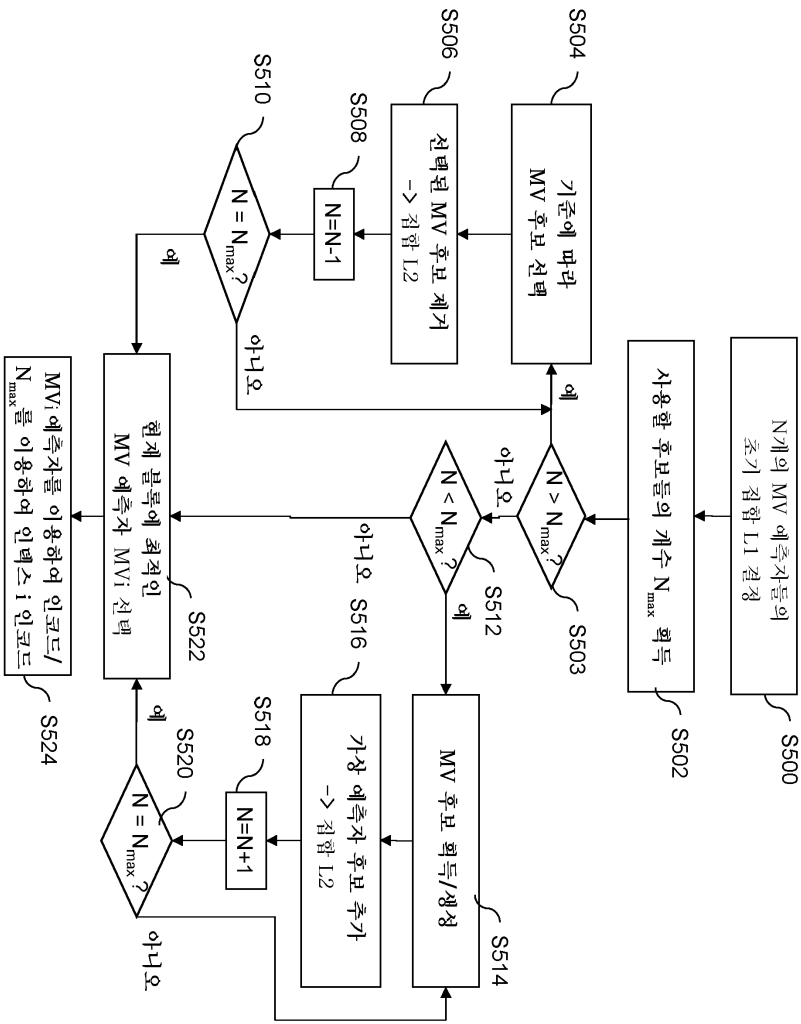 N개의 MV 예측자들의
초기 집합 L1 결정
S500
사용할 후보들의 개수 Nmax 획득
S502
N > Nmax?
S503
예
아니오
기준에 따라
MV 후보 선택
S504
선택된 MV 후보 제거
-> 집합 L2
S506
N=N-1
S508
N = Nmax?
S510
예
아니오
N < Nmax?
S512
예
아니오
MV 후보 획득/생성
S514
가상 예측자 후보 추가
-> 집합 L2
S516
N=N+1
S518
N = Nmax?
S520
예
아니오
현재 블록에 최적인
MV 예측자 MVi 선택
S522
MVi예측자를 이용하여 인코드/
Nmax를 이용하여 인덱스 i 인코드
S524